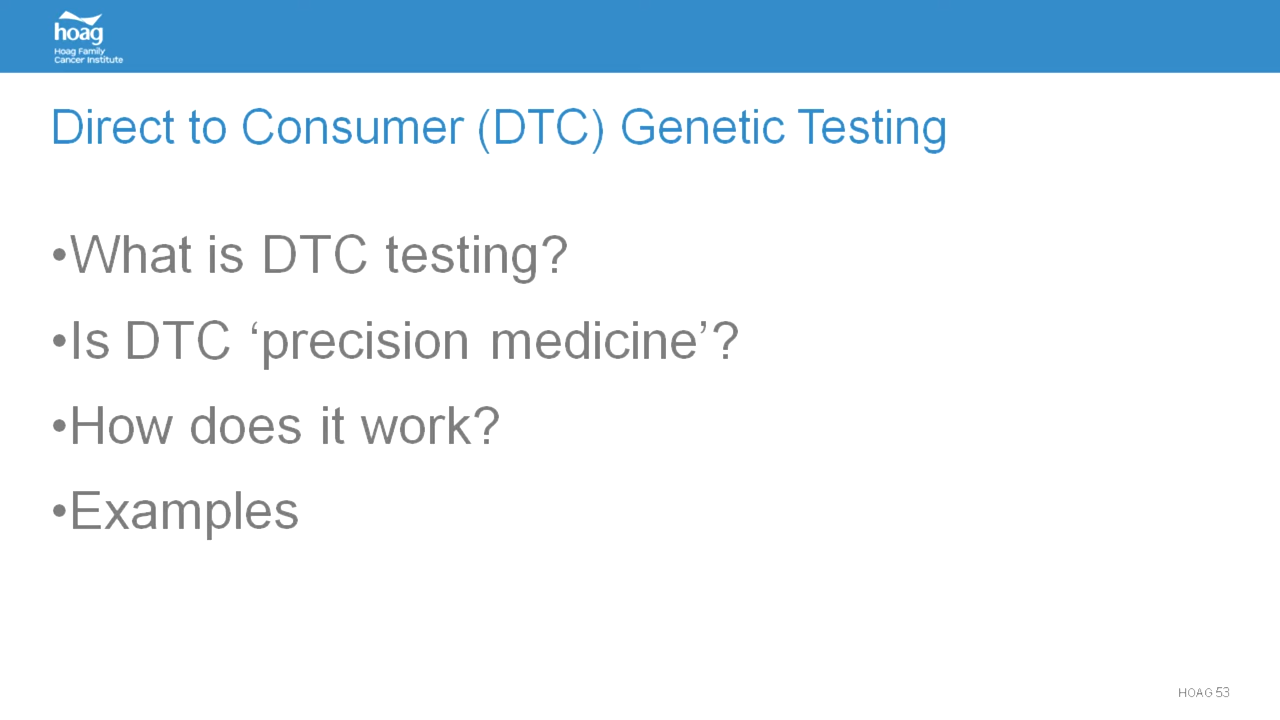 hoag
Hoag Family
Cancer Institute
Direct to Consumer (DTC) Genetic Testing
•What is DTC testing?
•Is DTC ‘precision medicine’?
•How does it work?
•Examples
HOAG 53